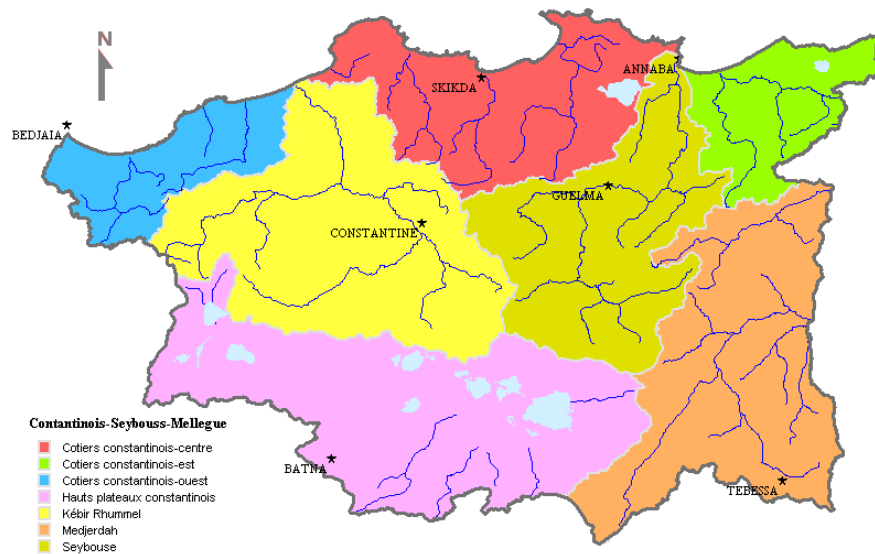 N
SKIKDA
ANNABA
BEDJAIA
GUELMA
CONSTANTINE
Contantinois-Seybouss-Mellegue
Cotiers constantinois-centre
Cotiers constantinois-est
Cotiers constantinois-ouest
Hauts plateaux constantinois
Kébir Rhummel
Medjerdah
Seybouse
BATNA
TEBESSA